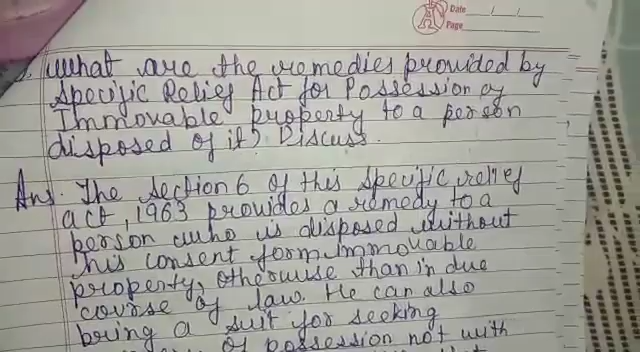 Date / /
Page
What are the remedies provided by
Specific Relief Act for Possession of
Immovable property to a person
disposed of it? Discuss.
Ans. The section 6 of this specific relief
act, 1963 provides a remedy to a
person who is disposed without
his consent form immovable
property, otherwise than in due
course of law. He can also
bring a suit for seeking
of possession not with